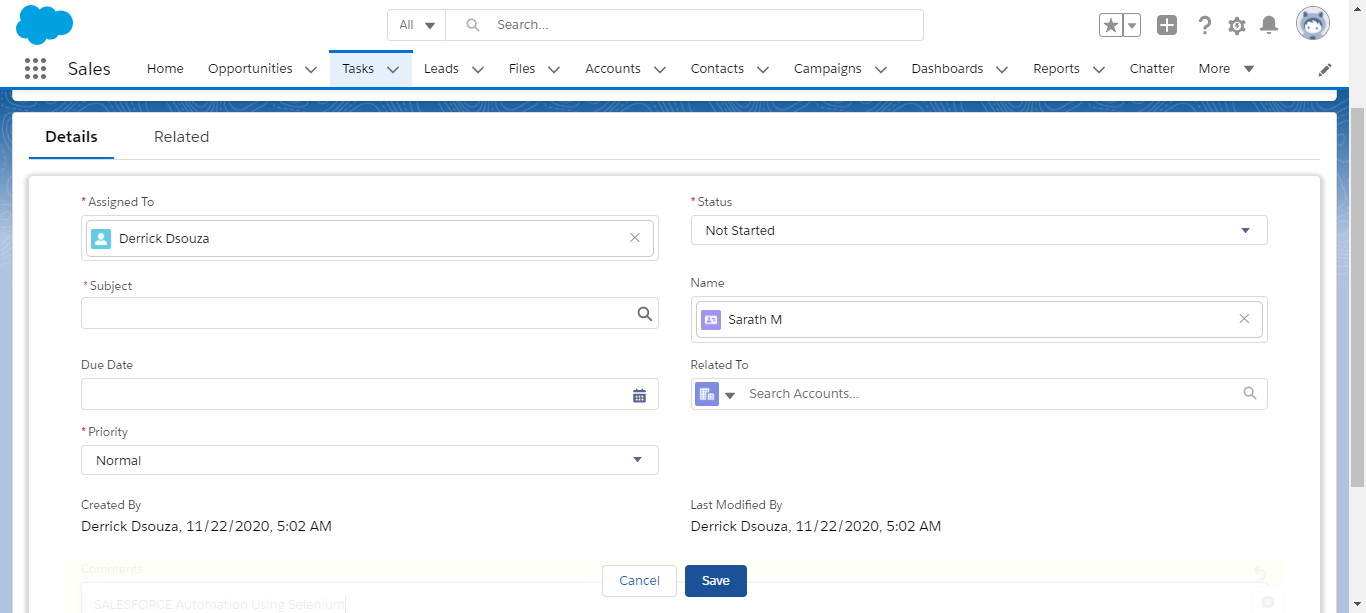 All Search...
Sales Home Opportunities Tasks Leads Files Accounts Contacts Campaigns Dashboards Reports Chatter More
Details Related
*Assigned To
Derrick Dsouza
*Status
Not Started
*Subject
Name
Sarath M
Due Date
Related To
Search Accounts...
*Priority
Normal
Created By
Derrick Dsouza, 11/22/2020, 5:02 AM
Last Modified By
Derrick Dsouza, 11/22/2020, 5:02 AM
Comments
SALESFORCE Automation Using Selenium
Cancel Save